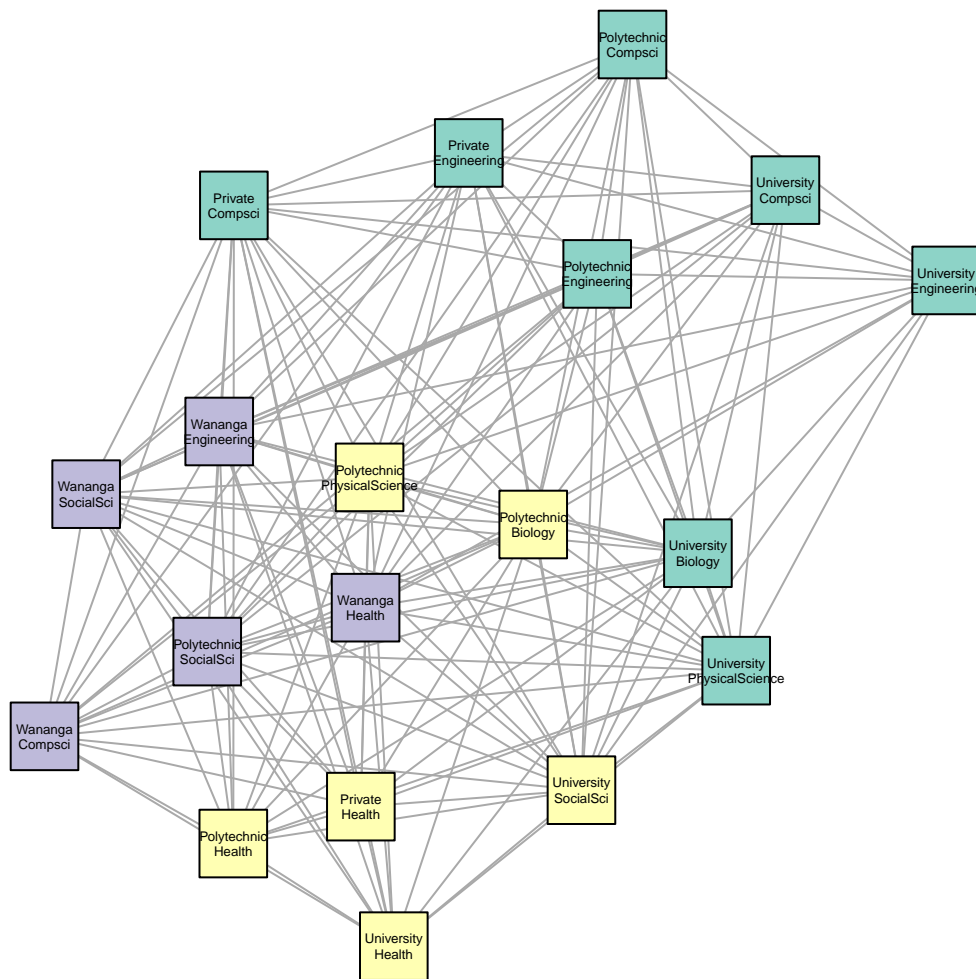 Polytechnic
Compsci
Private
Engineering
University
Compsci
Private
Compsci
Polytechnic
Engineering
University
Engineering
Wananga
Engineering
Polytechnic
PhysicalScience
Wananga
SocialSci
Polytechnic
Biology
University
Biology
Wananga
Health
Polytechnic
SocialSci
University
PhysicalScience
Wananga
Compsci
University
SocialSci
Private
Health
Polytechnic
Health
University
Health